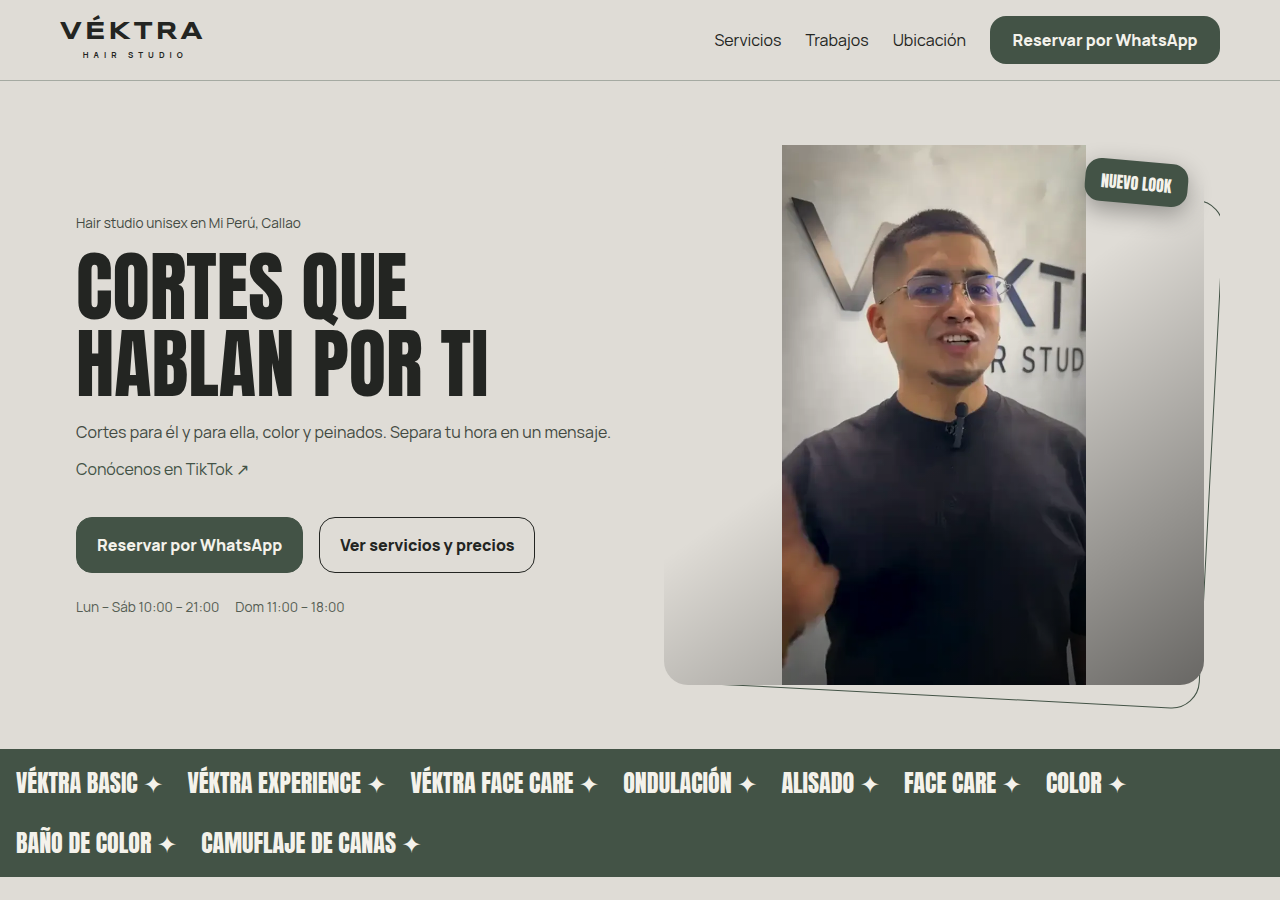 VÉKTRA
HAIR STUDIO
Servicios
Trabajos
Ubicación
Reservar por WhatsApp
Hair studio unisex en Mi Perú, Callao
CORTES QUE
HABLAN POR TI
Cortes para él y para ella, color y peinados. Separa tu hora en un mensaje.
Conócenos en TikTok ↗
Reservar por WhatsApp
Ver servicios y precios
Lun – Sáb 10:00 – 21:00 Dom 11:00 – 18:00
NUEVO LOOK
VÉKTRA BASIC ✦ VÉKTRA EXPERIENCE ✦ VÉKTRA FACE CARE ✦ ONDULACIÓN ✦ ALISADO ✦ FACE CARE ✦ COLOR ✦
BAÑO DE COLOR ✦ CAMUFLAJE DE CANAS ✦